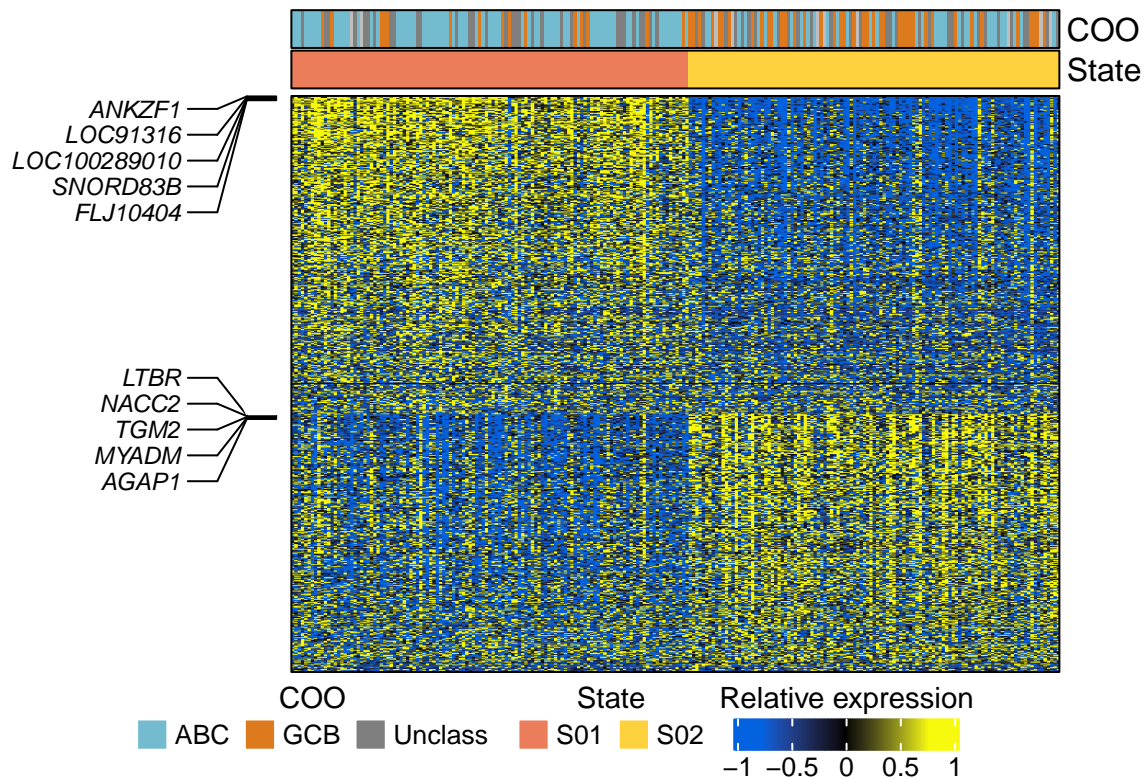 COO
State
ANKZF1
LOC91316
LOC100289010
SNORD83B
FLJ10404
LTBR
NACC2
TGM2
MYADM
AGAP1
COO State Relative expression
ABC GCB Unclass S01 S02
−1 −0.5 0 0.5 1